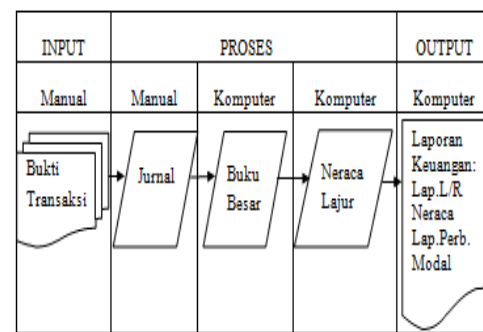 INPUT PROSES OUTPUT
Manual Manual Komputer Komputer Komputer
Bukti
Transaksi
Jurnal
Buku
Besar
Neraca
Lajur
Laporan
Keuangan:
Lap.L/R
Neraca
Lap.Perb.
Modal